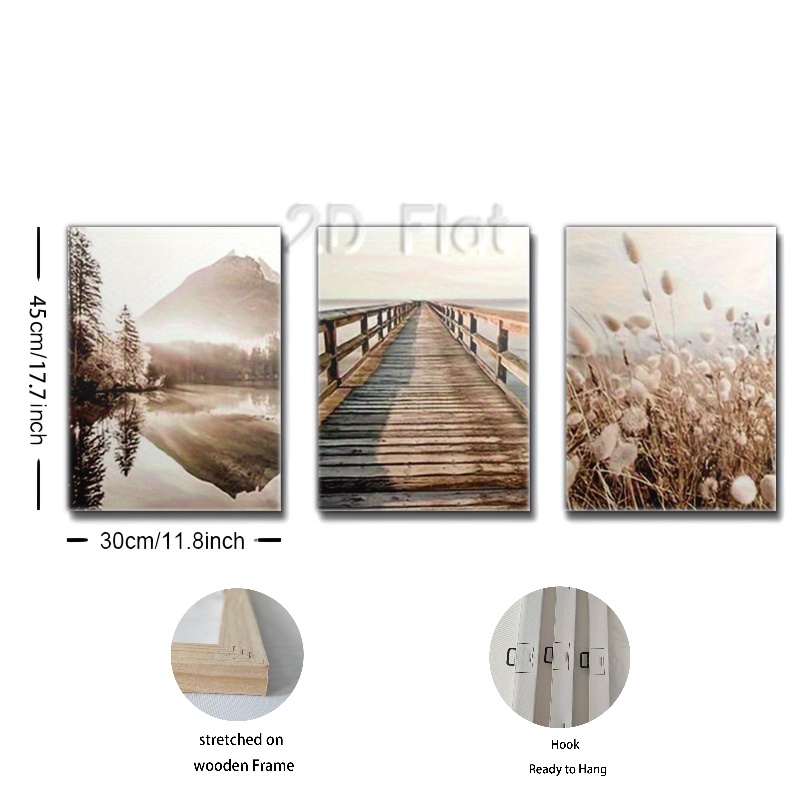 2D Flat
45cm/17.7inch
30cm/11.8inch
stretched on
wooden Frame
Hook
Ready to Hang